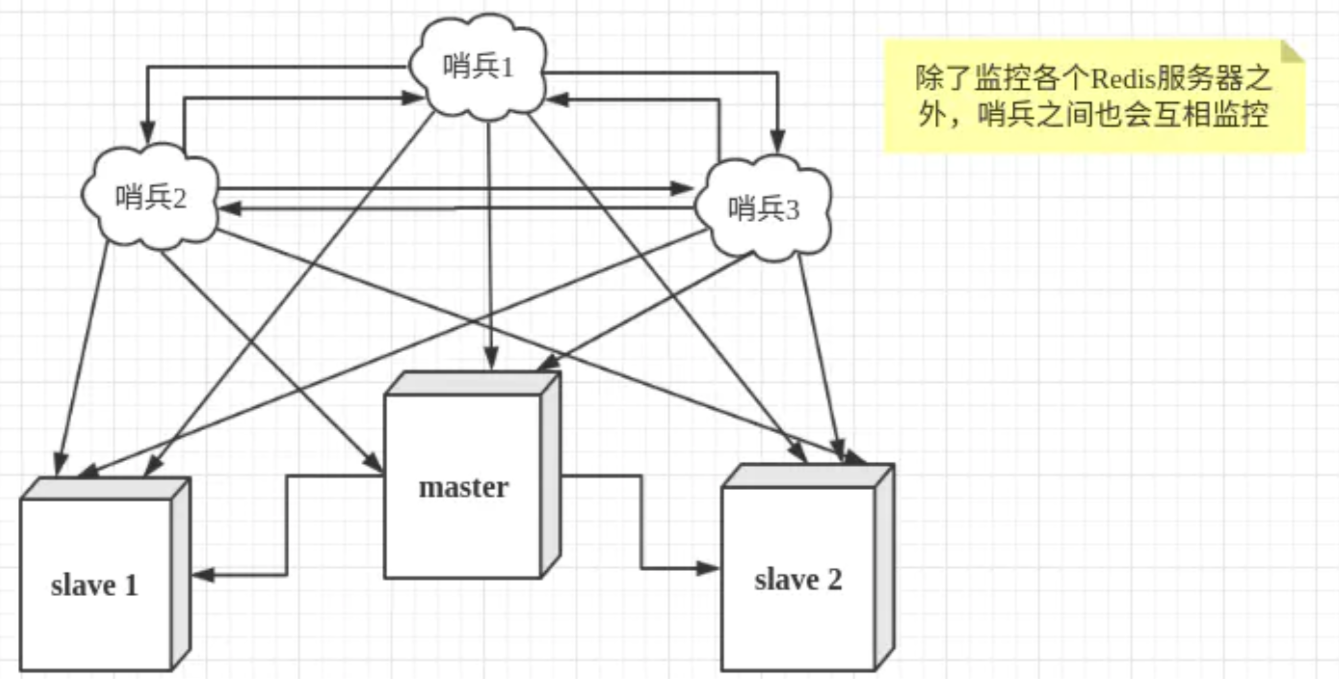 哨兵1
除了监控各个Redis服务器之
外，哨兵之间也会互相监控
哨兵2
哨兵3
master
slave 1
slave 2